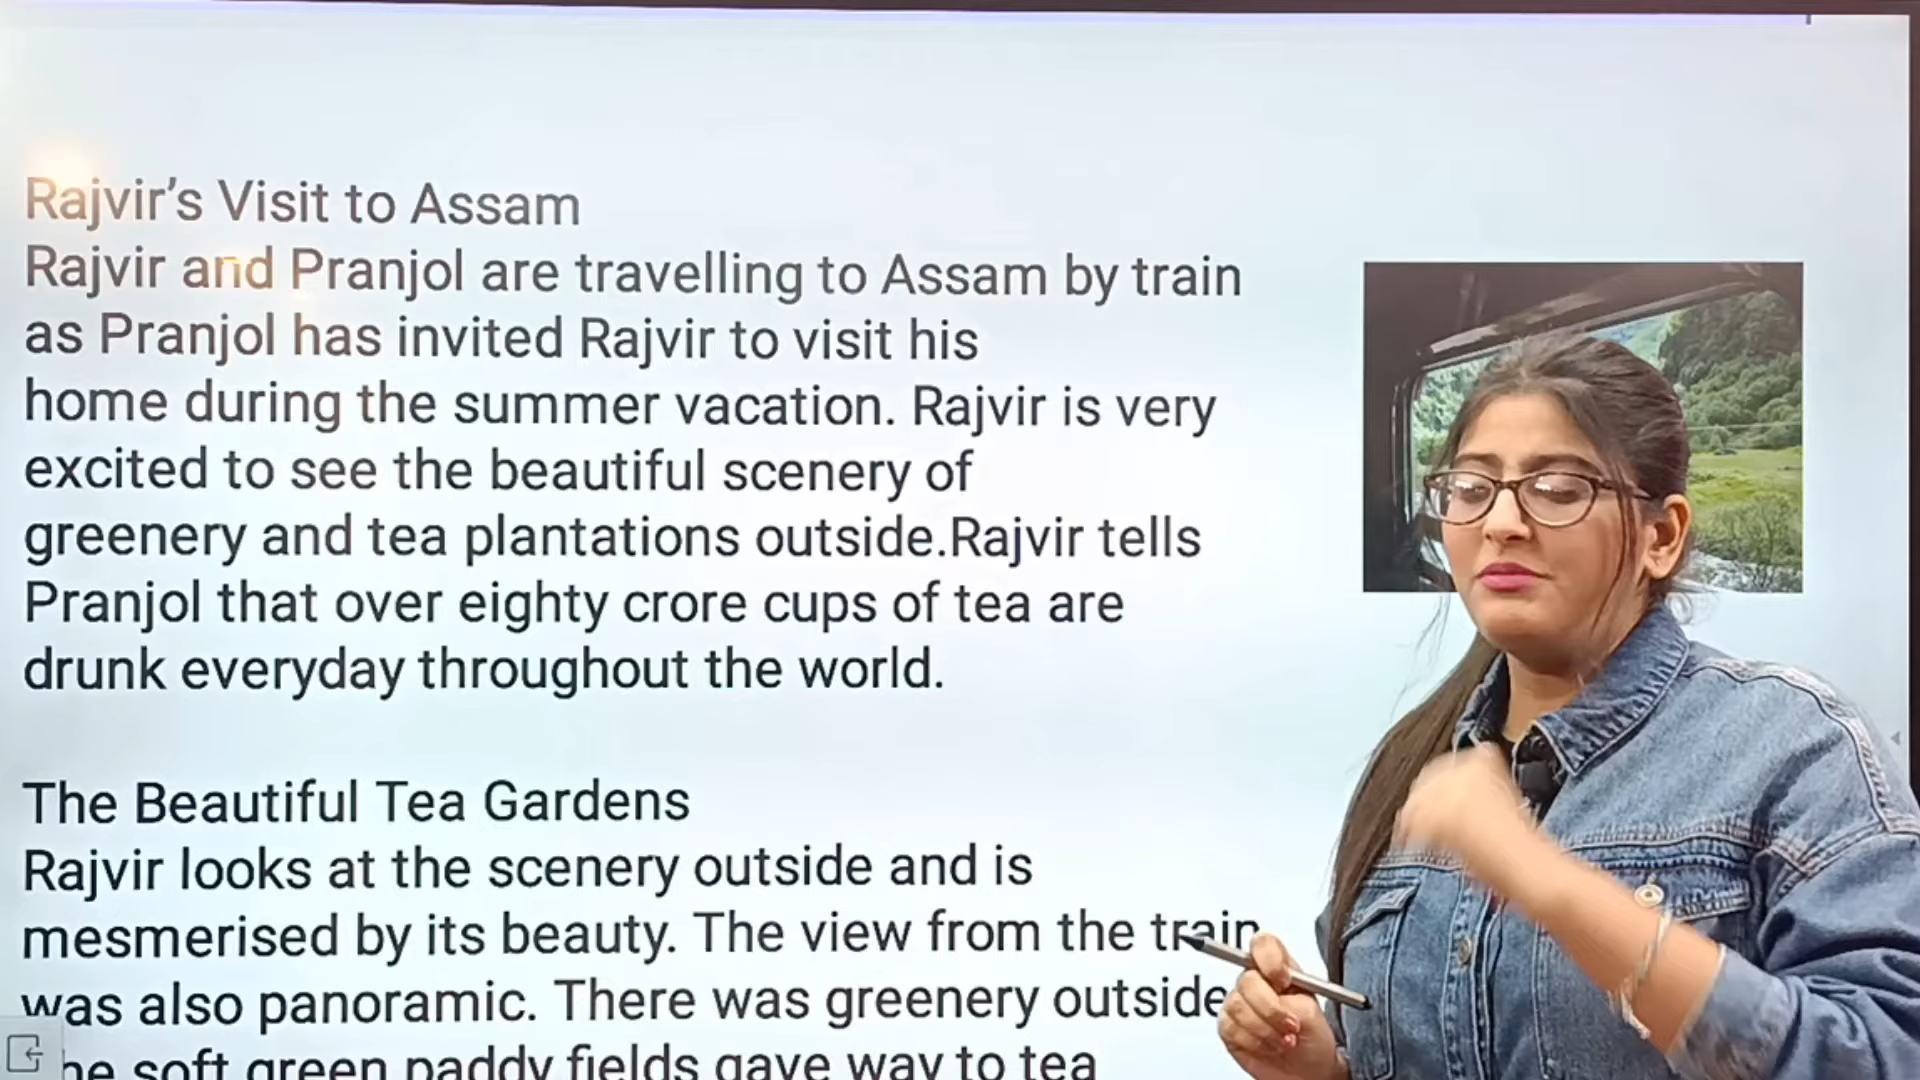 Rajvir’s Visit to Assam
Rajvir and Pranjol are travelling to Assam by train
as Pranjol has invited Rajvir to visit his
home during the summer vacation. Rajvir is very
excited to see the beautiful scenery of
greenery and tea plantations outside.Rajvir tells
Pranjol that over eighty crore cups of tea are
drunk everyday throughout the world.
The Beautiful Tea Gardens
Rajvir looks at the scenery outside and is
mesmerised by its beauty. The view from the train
was also panoramic. There was greenery outside
soft green paddy fields gave way to tea